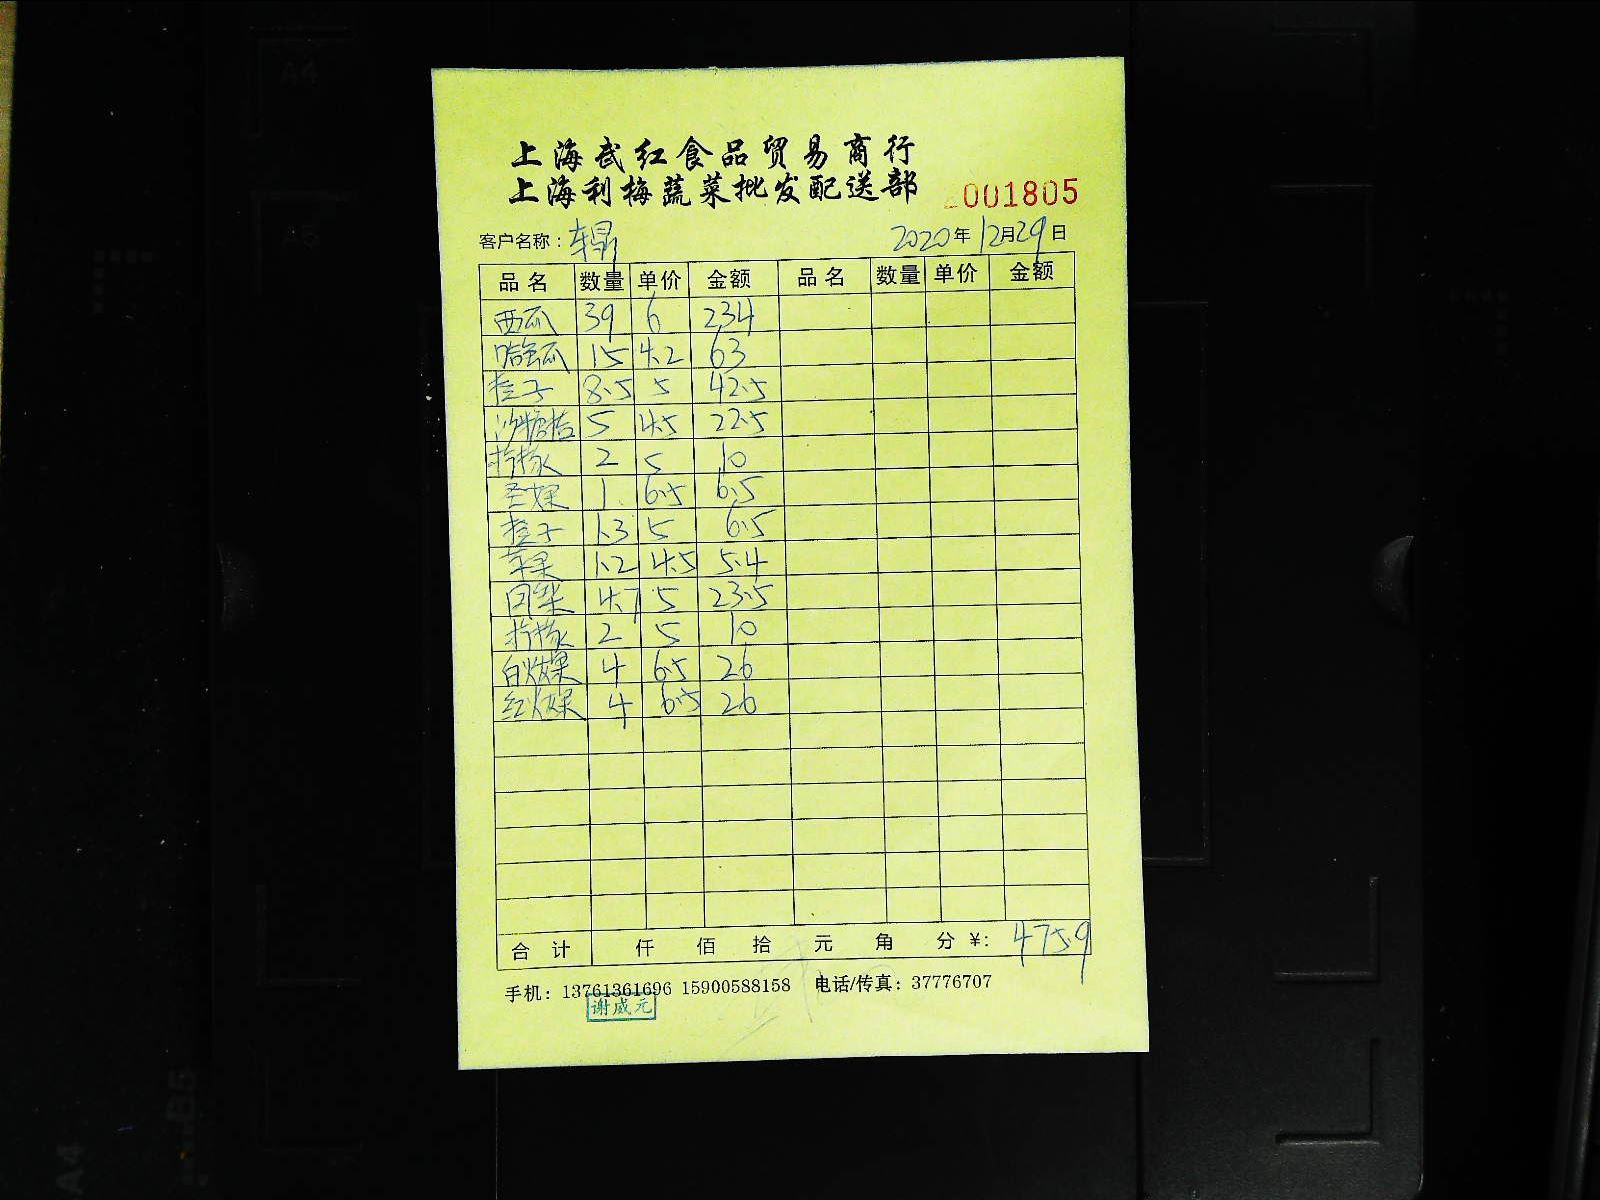 上海武红食品贸易商行
上海利梅蔬菜批发配送部 001805
客户名称： 2020年12月29日
品名 数量 单价 金额 品名 数量 单价 金额
西瓜 39 6 234
哈密瓜 15 4.2 63
橙子 8.5 5 42.5
沙糖桔 5 4.5 22.5
柠檬 2 5 10
圣女果 1 6.5 6.5
橙子 1.3 5 6.5
苹果 1.2 4.5 5.4
4.7 5 23.5
柠檬 2 5 10
白火龙果 4 6.5 26
红火龙果 4 6.5 26
合计 仟 佰 拾 元 角 分 ¥: 475.9
手机：13761361696 15900588158 电话/传真：37776707
谢威元